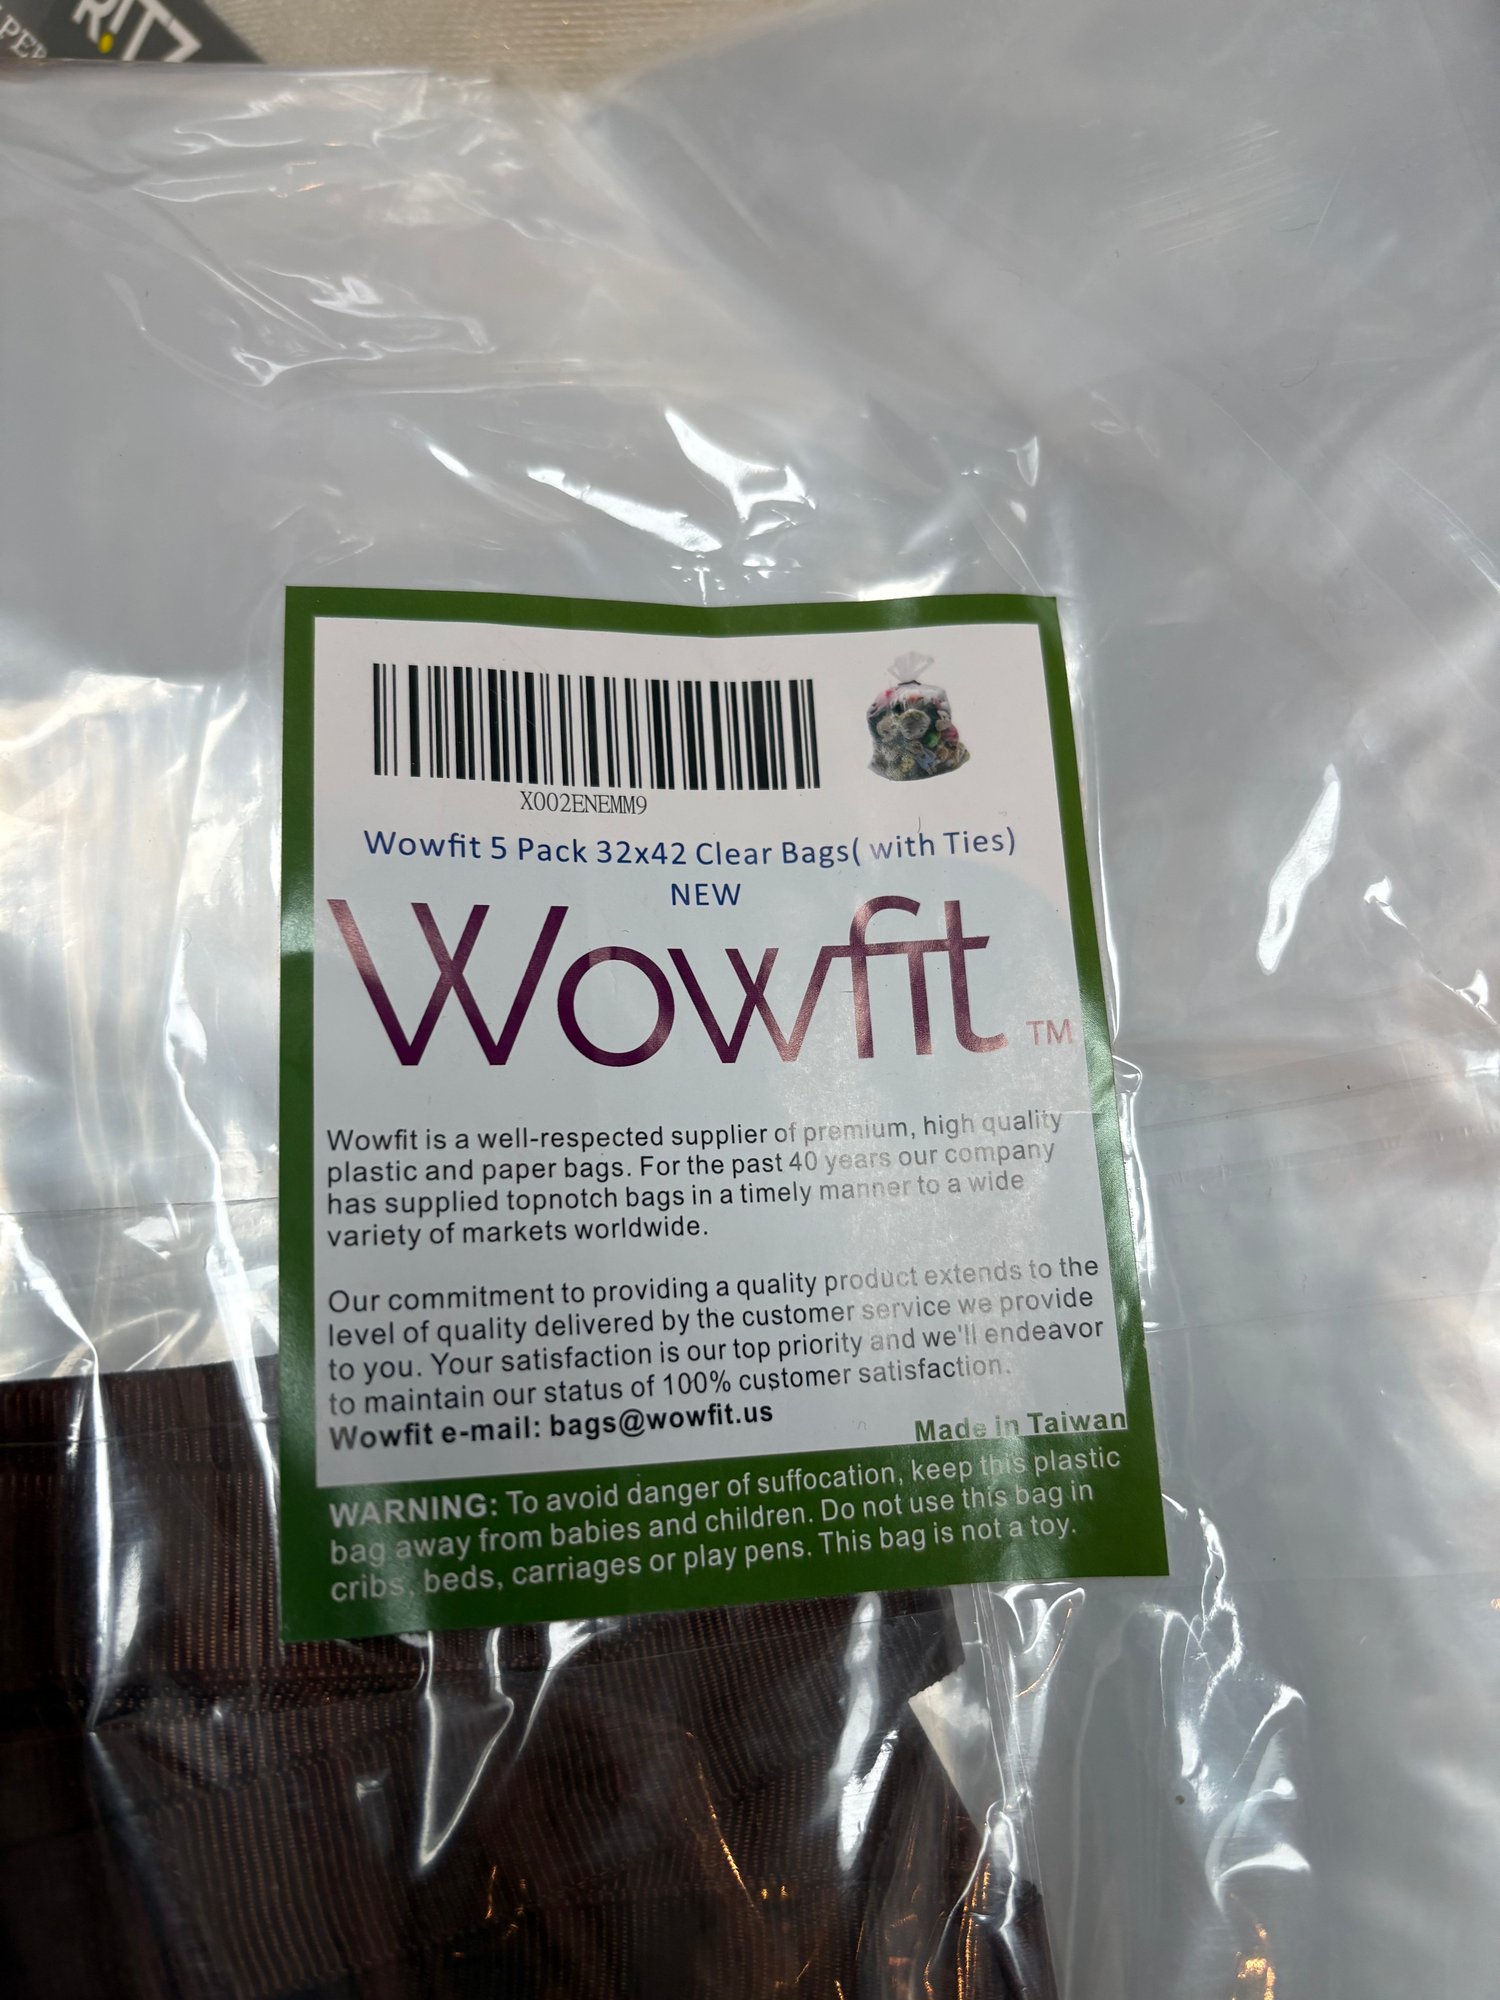 RITZ
X002ENEMM9
Wowfit 5 Pack 32x42 Clear Bags( with Ties)
NEW
Wowfit TM
Wowfit is a well-respected supplier of premium, high quality
plastic and paper bags. For the past 40 years our company
has supplied topnotch bags in a timely manner to a wide
variety of markets worldwide.
Our commitment to providing a quality product extends to the
level of quality delivered by the customer service we provide
to you. Your satisfaction is our top priority and we'll endeavor
to maintain our status of 100% customer satisfaction.
Wowfit e-mail: bags@wowfit.us
Made in Taiwan
WARNING: To avoid danger of suffocation, keep this plastic
bag away from babies and children. Do not use this bag in
cribs, beds, carriages or play pens. This bag is not a toy.